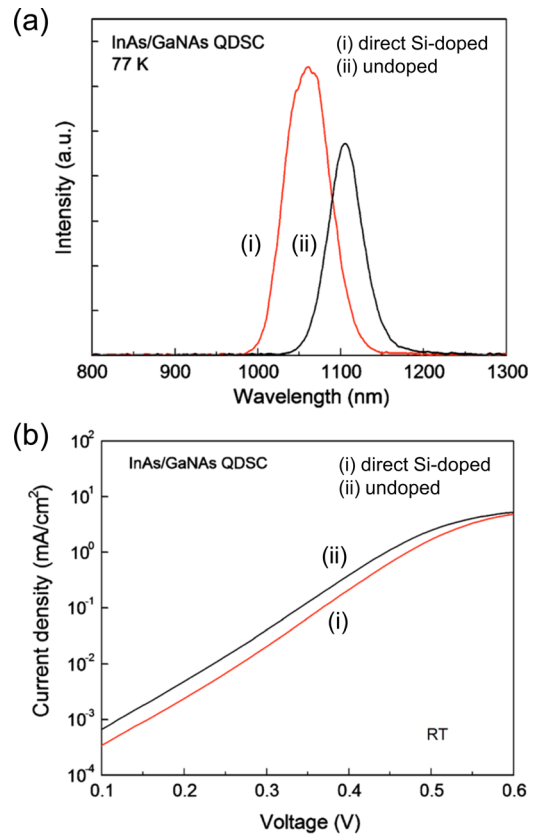 (a)
InAs/GaNAs QDSC
77 K
(i) direct Si-doped
(ii) undoped
Intensity (a.u.)
(i)
(ii)
800
900
1000
1100
1200
1300
Wavelength (nm)
(b)
InAs/GaNAs QDSC
(i) direct Si-doped
(ii) undoped
Current density (mA/cm²)
10²
10¹
10⁰
10⁻¹
10⁻²
10⁻³
10⁻⁴
(ii)
(i)
RT
0.1
0.2
0.3
0.4
0.5
0.6
Voltage (V)